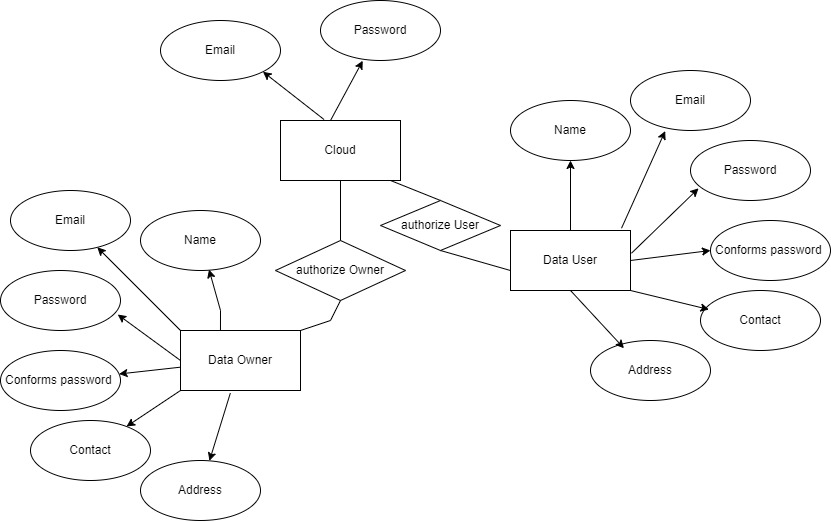 Password
Email
Email
Name
Cloud
Password
Email
Name
authorize User
Conforms password
Data User
authorize Owner
Password
Contact
Data Owner
Address
Conforms password
Contact
Address